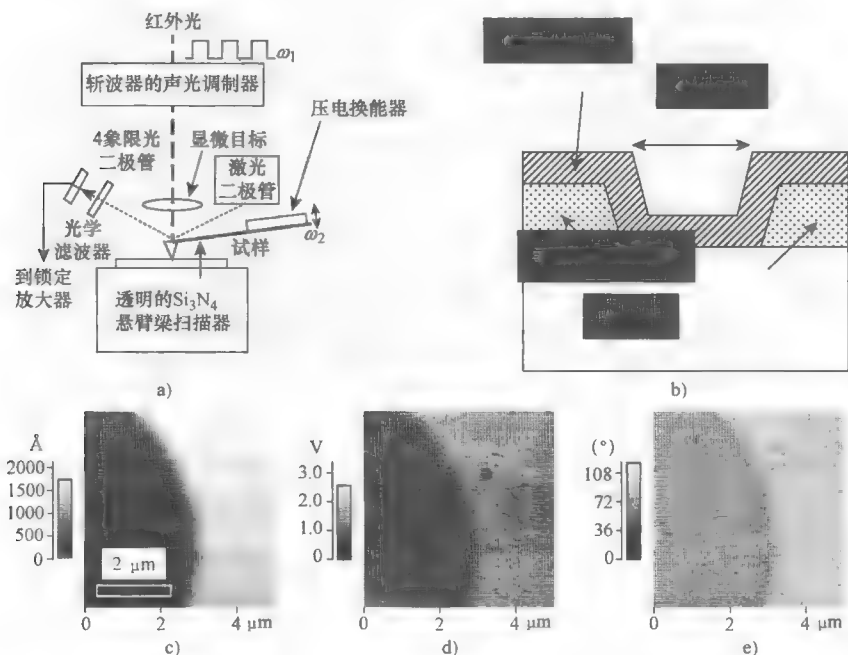 红外光
ω₁
斩波器的声光调制器
压电换能器
4象限光
二极管
显微目标
激光
二极管
光学
滤波器
试样
ω₂
到锁定
放大器
透明的Si₃N₄
悬臂梁扫描器
a)
b)
Å
2000
1500
1000
500
0
2 μm
0 2 4 μm
c)
V
3.0
2.0
1.0
0
0 2 4 μm
d)
(°)
108
72
36
0
0 2 4 μm
e)